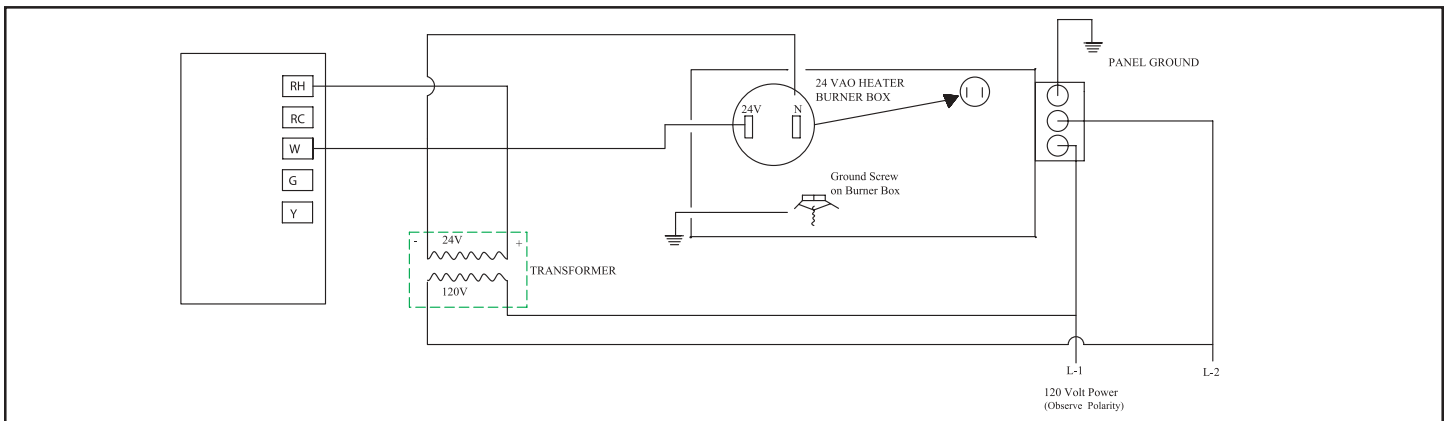 RH
RC
W
G
Y
24V
N
24 VAO HEATER
BURNER BOX
PANEL GROUND
Ground Screw
on Burner Box
- 24V +
TRANSFORMER
120V
L-1
L-2
120 Volt Power
(Observe Polarity)